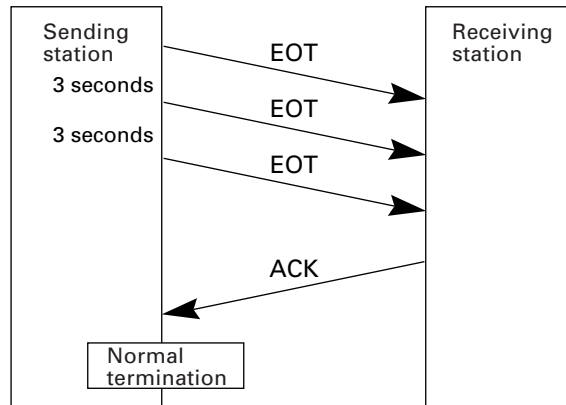 Sending
station
Receiving
station
EOT
3 seconds
EOT
3 seconds
EOT
ACK
Normal
termination